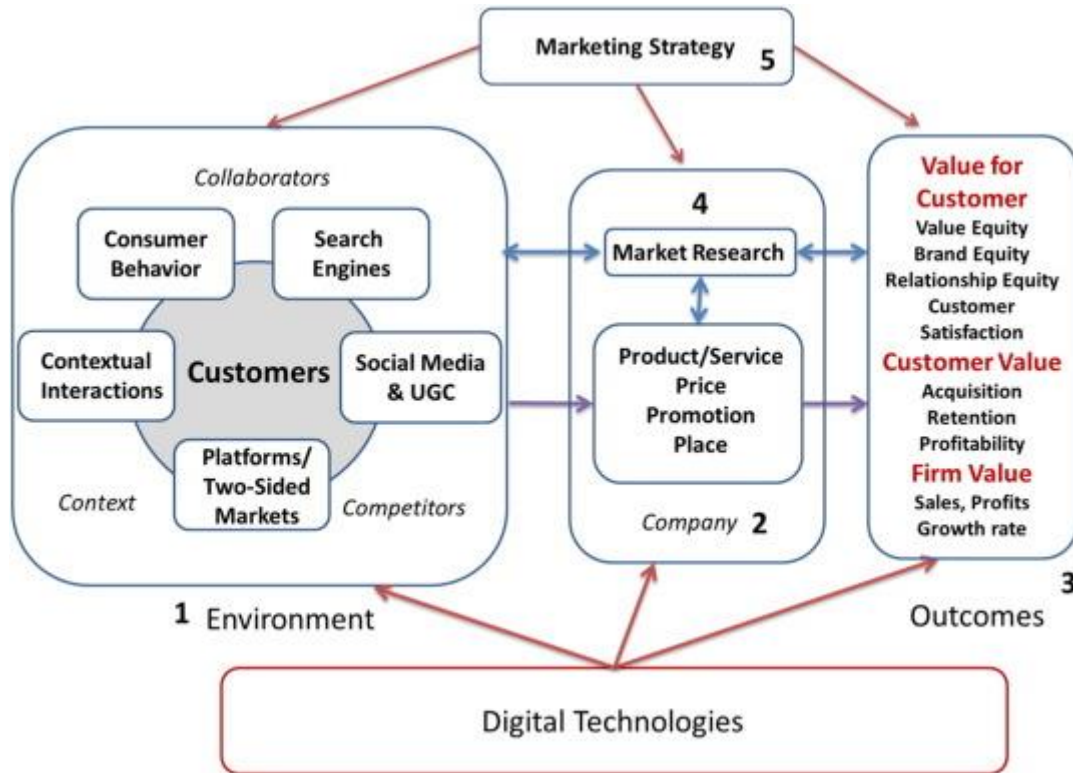 Marketing Strategy 5
Collaborators
Consumer
Behavior
Search
Engines
Contextual
Interactions
Customers
Social Media
& UGC
Platforms/
Two-Sided
Markets
Context
Competitors
1 Environment
4
Market Research
Product/Service
Price
Promotion
Place
Company 2
Value for
Customer
Value Equity
Brand Equity
Relationship Equity
Customer
Satisfaction
Customer Value
Acquisition
Retention
Profitability
Firm Value
Sales, Profits
Growth rate
3
Outcomes
Digital Technologies